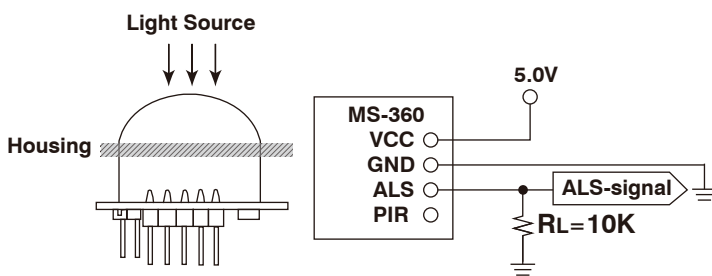 Light Source
Housing
5.0V
MS-360
VCC
GND
ALS
PIR
ALS-signal
RL=10K